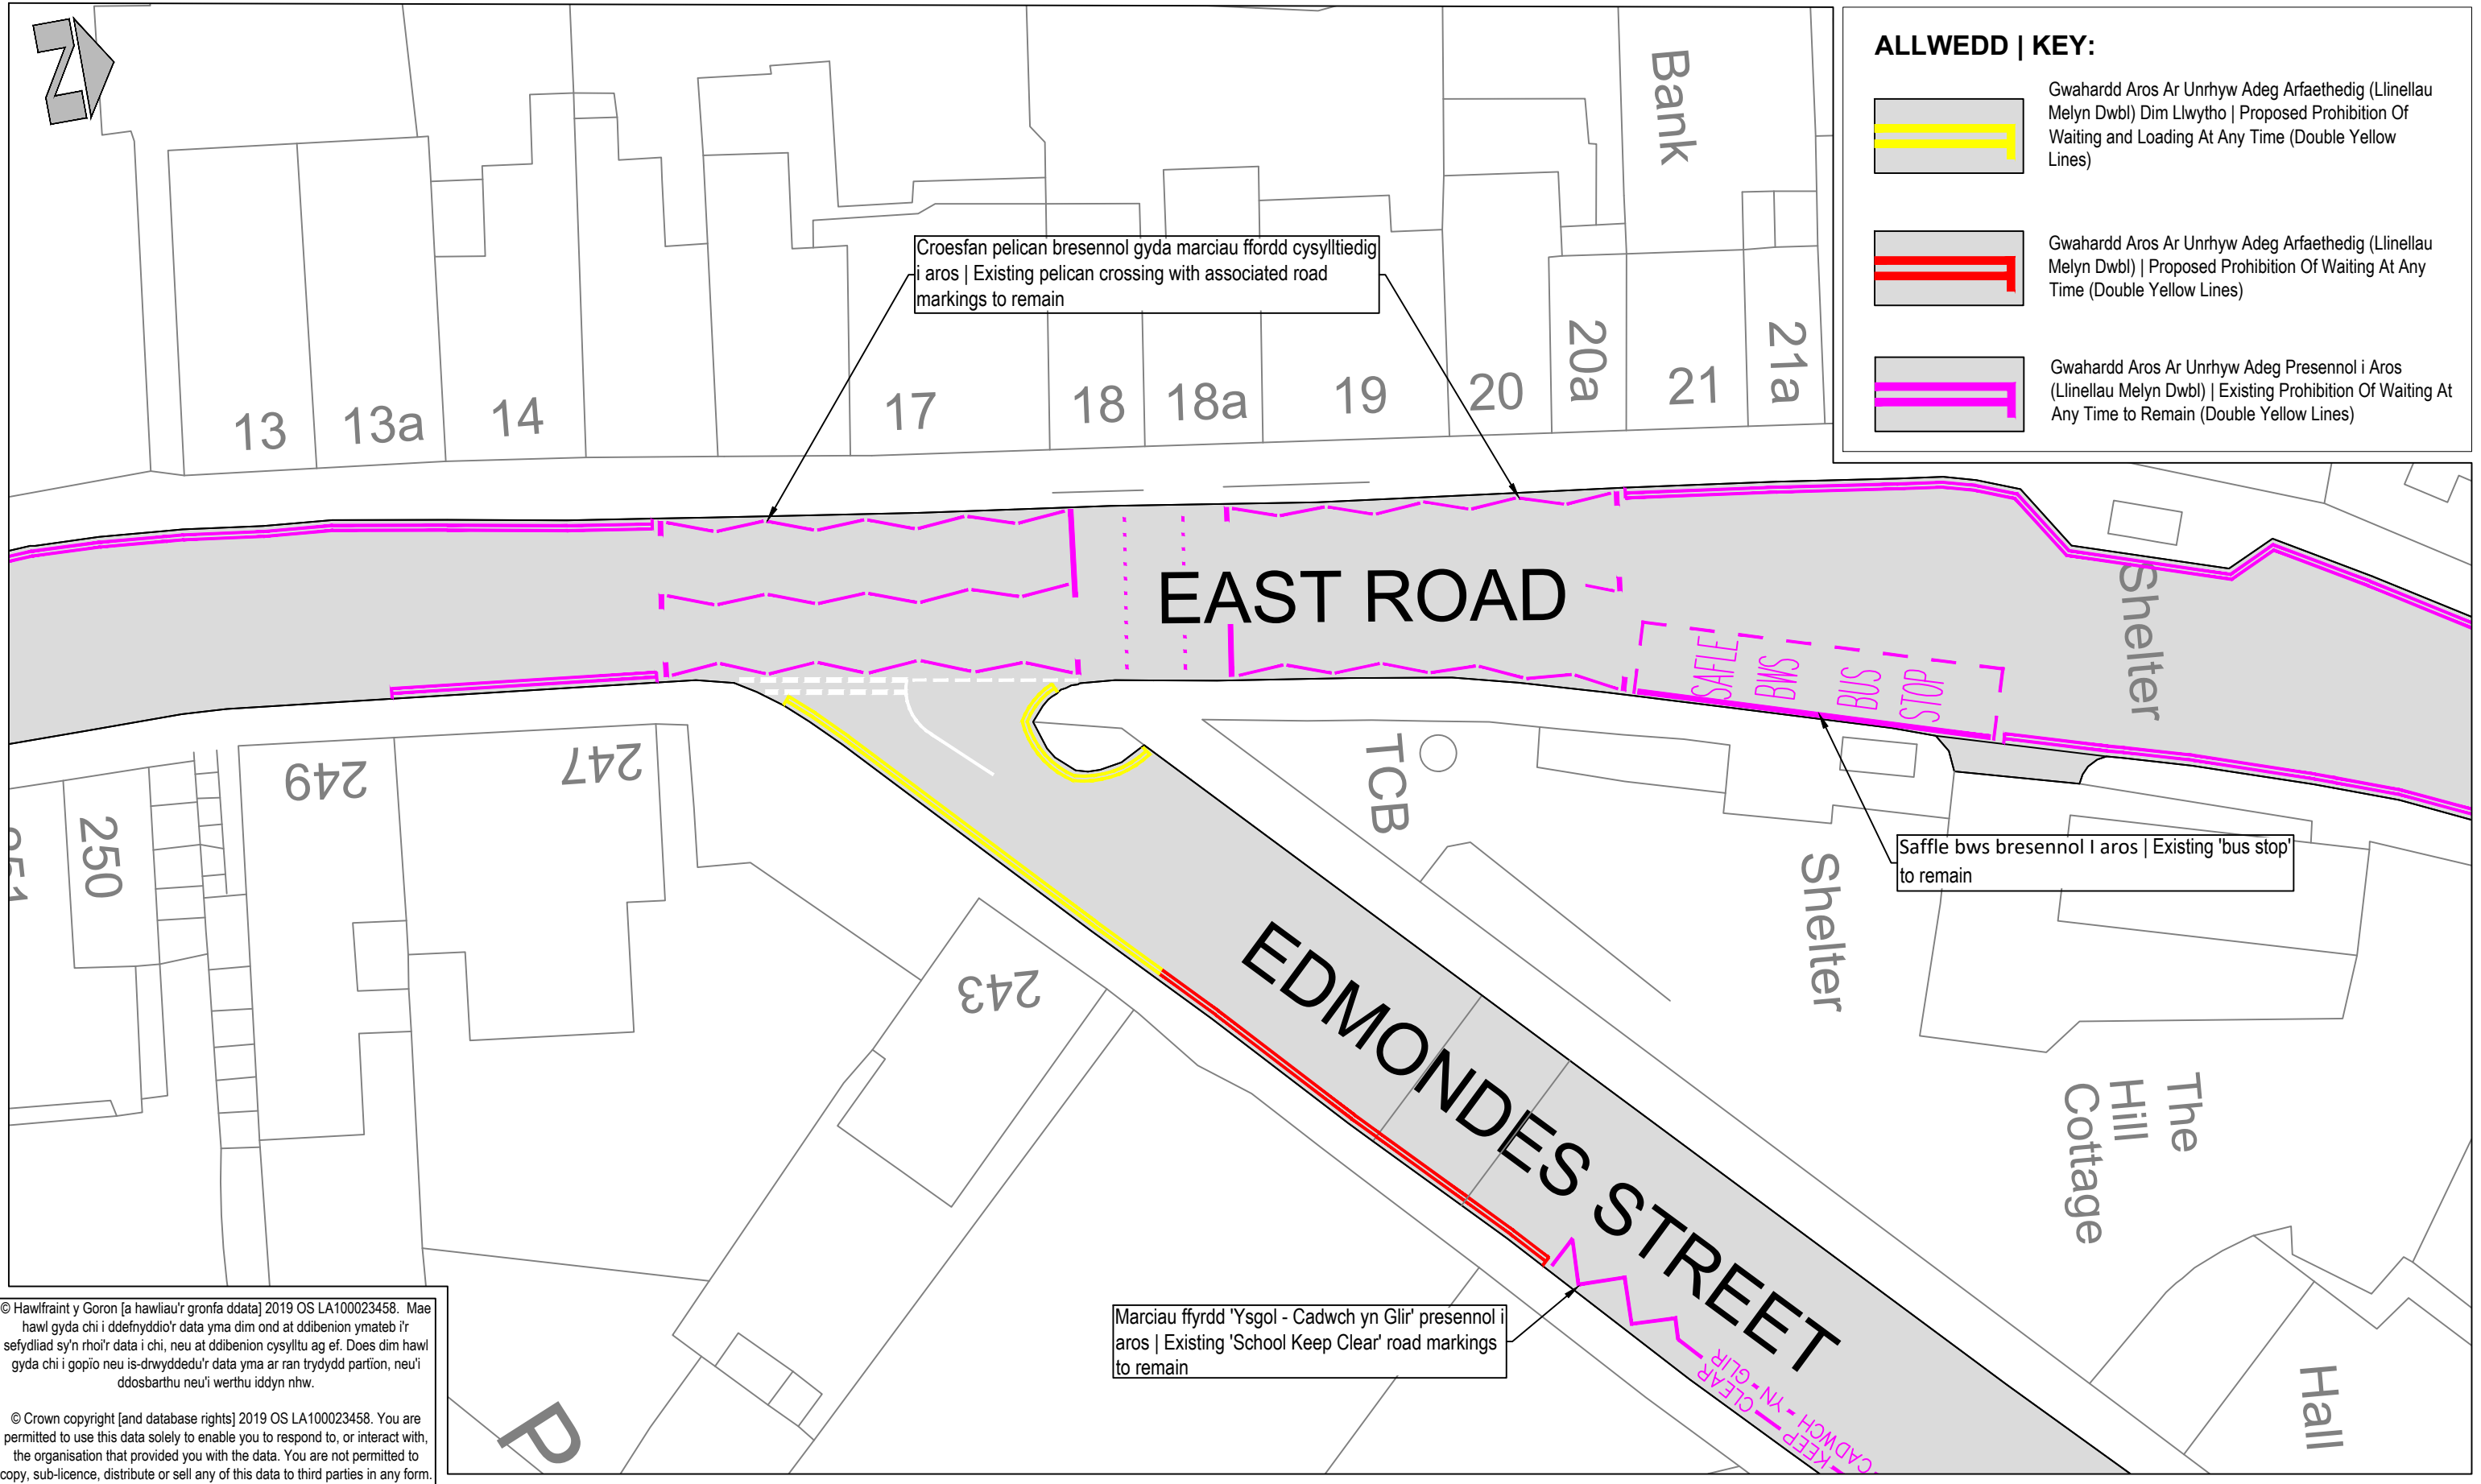 N
ALLWEDD | KEY:
Gwahardd Aros Ar Unrhyw Adeg Arfaethedig (Llinellau
Melyn Dwbl) Dim Llwytho | Proposed Prohibition Of
Waiting and Loading At Any Time (Double Yellow
Lines)
Gwahardd Aros Ar Unrhyw Adeg Arfaethedig (Llinellau
Melyn Dwbl) | Proposed Prohibition Of Waiting At Any
Time (Double Yellow Lines)
Gwahardd Aros Ar Unrhyw Adeg Presennol i Aros
(Llinellau Melyn Dwbl) | Existing Prohibition Of Waiting At
Any Time to Remain (Double Yellow Lines)
Bank
Croesfan pelican bresennol gyda marciau ffordd cysylltiedig
i aros | Existing pelican crossing with associated road
markings to remain
13
13a
14
17
18
18a
19
20
20a
21
21a
EAST ROAD
SAFLE
BWS
BUS
STOP
Shelter
249
247
250
251
TCB
Shelter
Saffle bws bresennol I aros | Existing 'bus stop'
to remain
243
EDMONDES STREET
The
Hill
Cottage
Marciau ffyrdd 'Ysgol - Cadwch yn Glir' presennol i
aros | Existing 'School Keep Clear' road markings
to remain
KEEP CLEAR
CADWCH - YN - GLIR
Hall
P
© Hawlfraint y Goron [a hawliau'r gronfa ddata] 2019 OS LA100023458. Mae
hawl gyda chi i ddefnyddio'r data yma dim ond at ddibenion ymateb i'r
sefydliad sy'n rhoi'r data i chi, neu at ddibenion cysylltu ag ef. Does dim hawl
gyda chi i gopïo neu is-drwyddedu'r data yma ar ran trydydd partïon, neu'i
ddosbarthu neu'i werthu iddyn nhw.
© Crown copyright [and database rights] 2019 OS LA100023458. You are
permitted to use this data solely to enable you to respond to, or interact with,
the organisation that provided you with the data. You are not permitted to
copy, sub-licence, distribute or sell any of this data to third parties in any form.